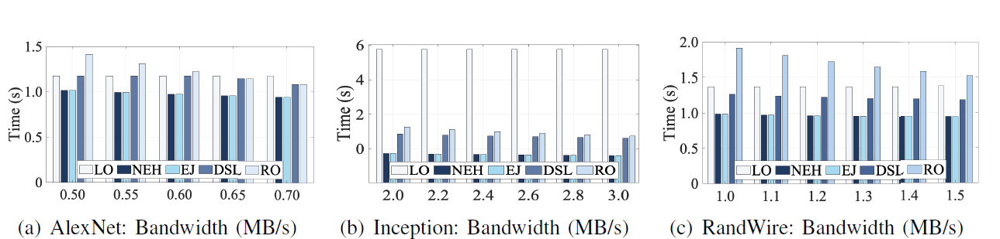 1.5
1.0
0.5
0
Time (s)
LO NEH EJ DSL RO
0.50 0.55 0.60 0.65 0.70
(a) AlexNet: Bandwidth (MB/s)
6
4
2
0
Time (s)
LO NEH EJ DSL RO
2.0 2.2 2.4 2.6 2.8 3.0
(b) Inception: Bandwidth (MB/s)
2.0
1.5
1.0
0.5
0
Time (s)
LO NEH EJ DSL RO
1.0 1.1 1.2 1.3 1.4 1.5
(c) RandWire: Bandwidth (MB/s)